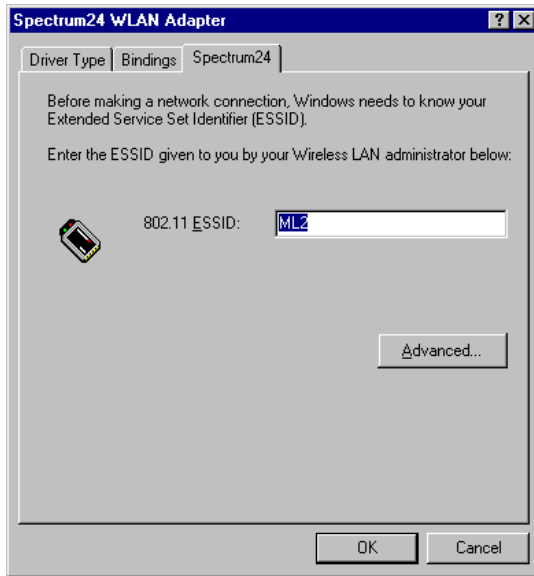 Spectrum24 WLAN Adapter
Driver Type Bindings Spectrum24
Before making a network connection, Windows needs to know your
Extended Service Set Identifier (ESSID).
Enter the ESSID given to you by your Wireless LAN administrator below:
802.11 ESSID: ML2
Advanced...
OK Cancel